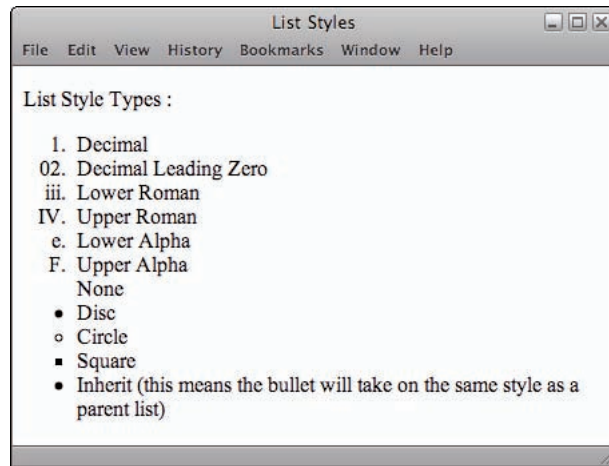 List Styles
File Edit View History Bookmarks Window Help
List Style Types :
1. Decimal
02. Decimal Leading Zero
iii. Lower Roman
IV. Upper Roman
e. Lower Alpha
F. Upper Alpha
None
• Disc
◦ Circle
▪ Square
• Inherit (this means the bullet will take on the same style as a
parent list)